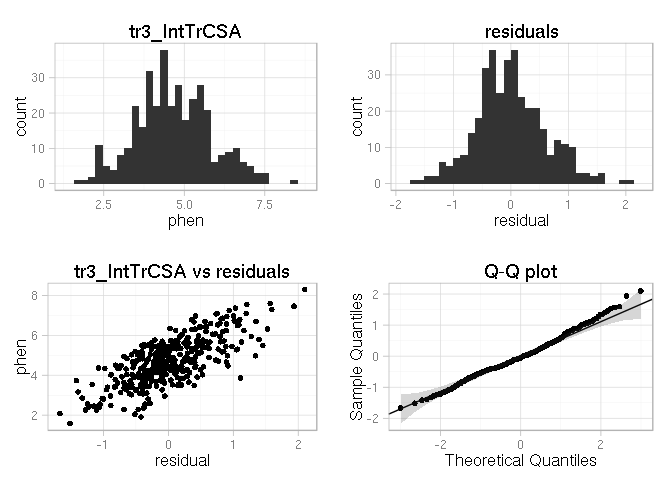 tr3_IntTrCSA
count
30
20
10
0
2.5
5.0
7.5
phen
residuals
count
30
20
10
0
-2
-1
0
1
2
residual
tr3_IntTrCSA vs residuals
phen
8
6
4
2
-1
0
1
2
residual
Q-Q plot
Sample Quantiles
2
1
0
-1
-2
-2
0
2
Theoretical Quantiles